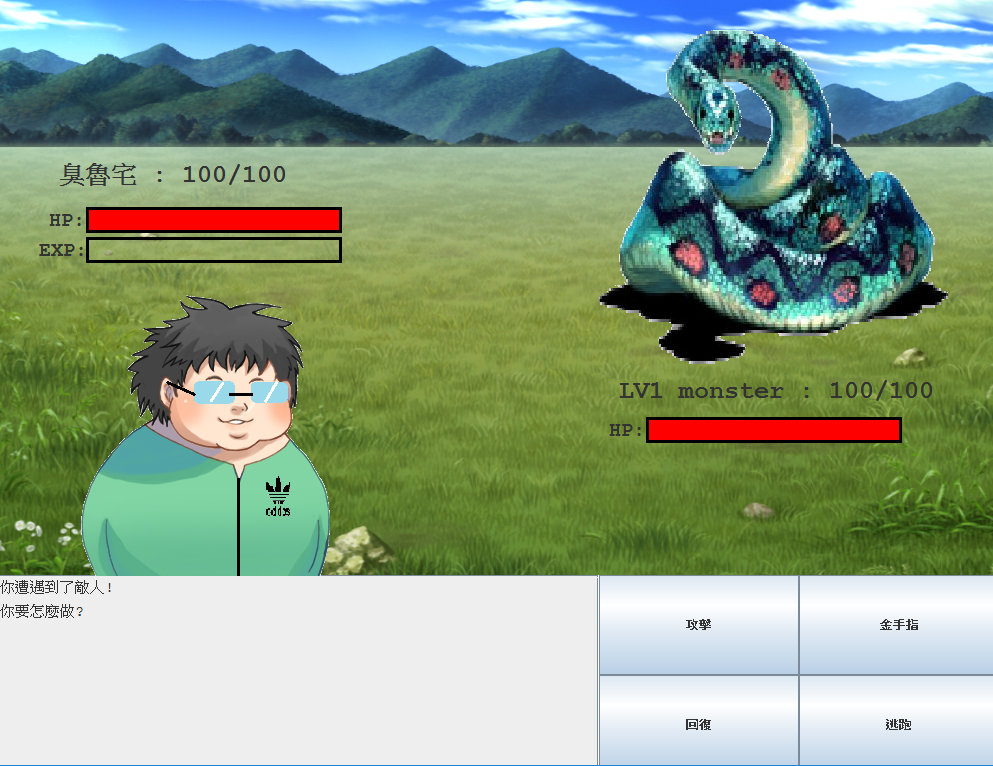 臭魯宅 : 100/100
HP:
EXP:
LV1 monster : 100/100
HP:
你遭遇到了敵人!
你要怎麼做?
攻擊
金手指
回復
逃跑